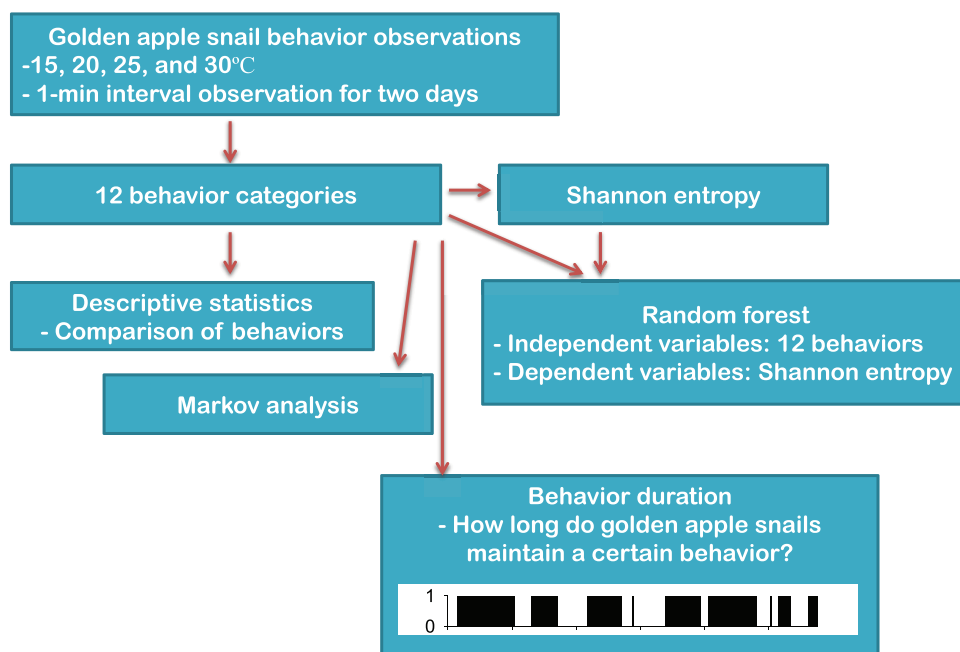 Golden apple snail behavior observations
-15, 20, 25, and 30℃
- 1-min interval observation for two days
12 behavior categories
Shannon entropy
Descriptive statistics
- Comparison of behaviors
Random forest
- Independent variables: 12 behaviors
- Dependent variables: Shannon entropy
Markov analysis
Behavior duration
- How long do golden apple snails
maintain a certain behavior?
1
0